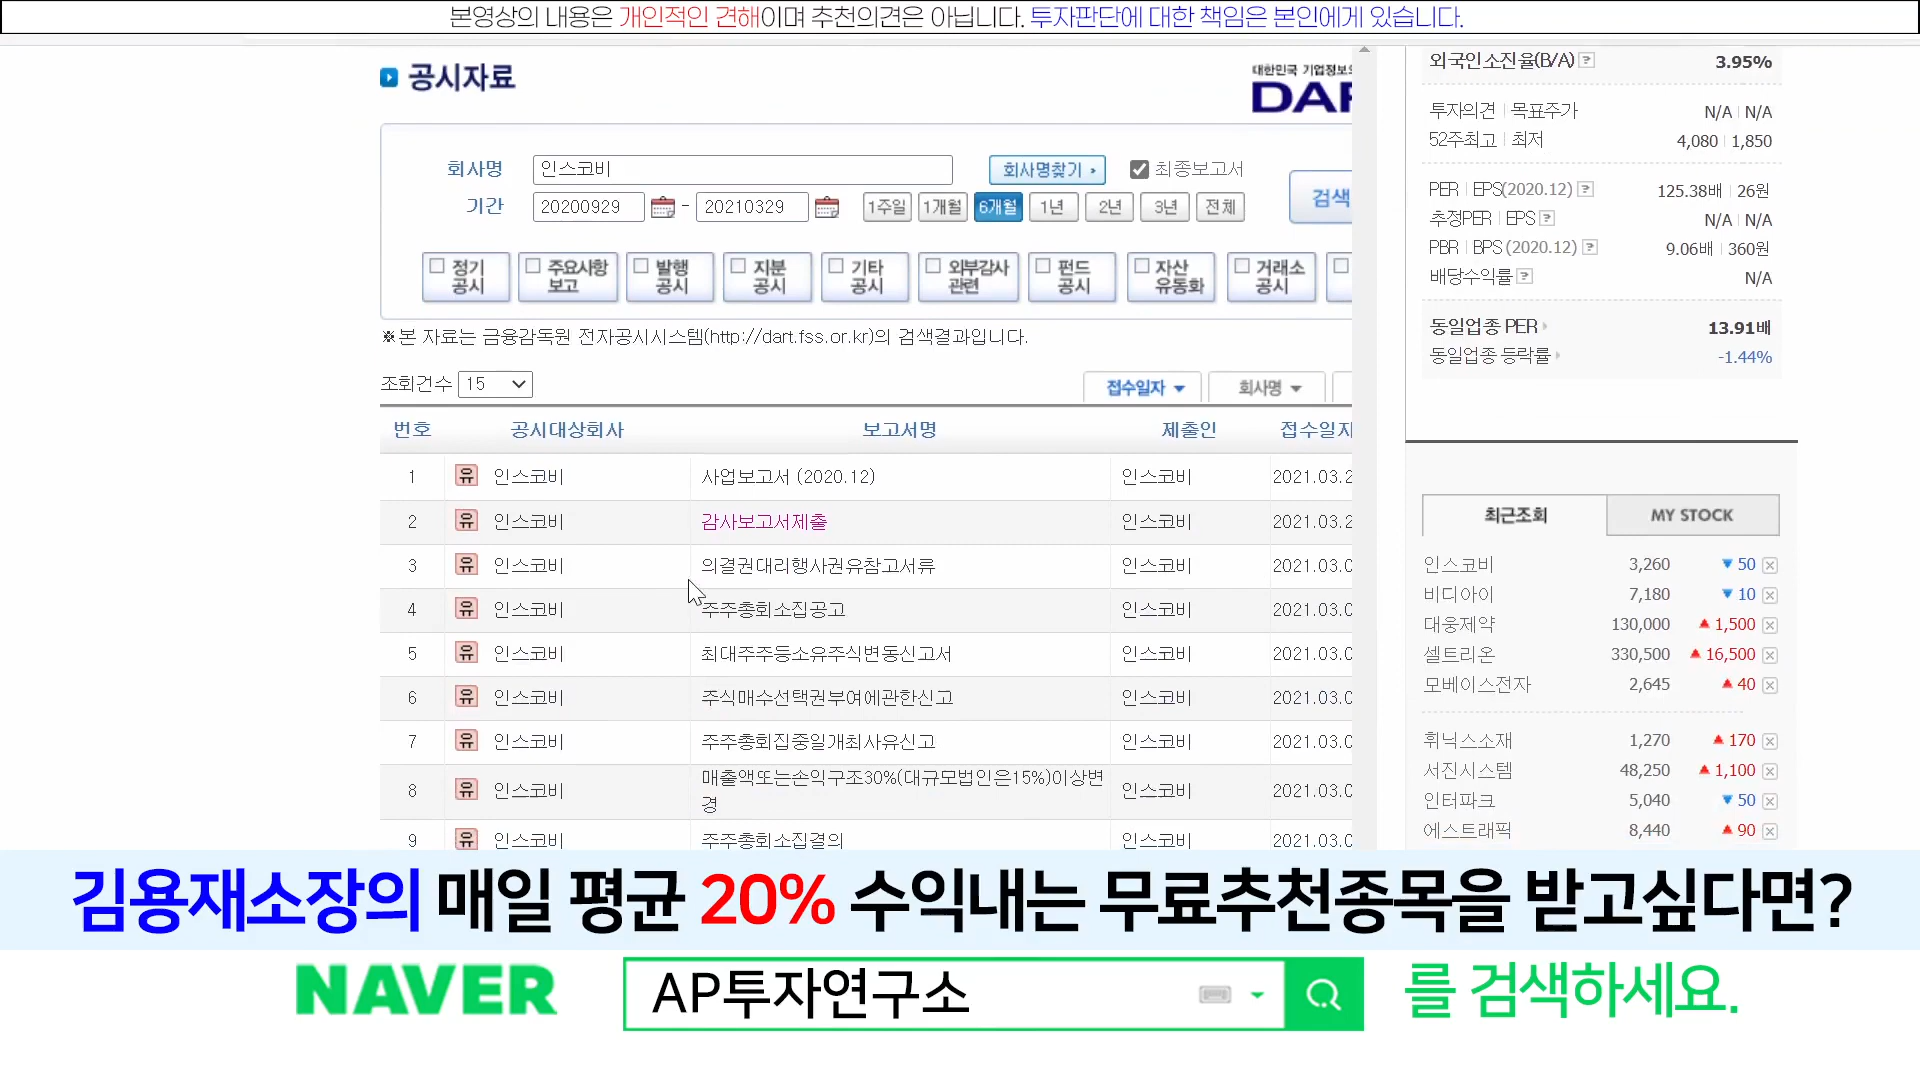 본영상의 내용은 개인적인 견해이며 추천의견은 아닙니다. 투자판단에 대한 책임은 본인에게 있습니다.
공시자료
대한민국 기업정보의
DAR
회사명 인스코비 회사명찾기 최종보고서
기간 20200929 - 20210329 1주일 1개월 6개월 1년 2년 3년 전체
검색
정기공시 주요사항보고 발행공시 지분공시 기타공시 외부감사관련 펀드공시 자산유동화 거래소공시
※본 자료는 금융감독원 전자공시시스템(http://dart.fss.or.kr)의 검색결과입니다.
조회건수 15 접수일자 회사명
번호 공시대상회사 보고서명 제출인 접수일자
1 유 인스코비 사업보고서 (2020.12) 인스코비 2021.03.2
2 유 인스코비 감사보고서제출 인스코비 2021.03.2
3 유 인스코비 의결권대리행사권유참고서류 인스코비 2021.03.0
4 유 인스코비 주주총회소집공고 인스코비 2021.03.0
5 유 인스코비 최대주주등소유주식변동신고서 인스코비 2021.03.0
6 유 인스코비 주식매수선택권부여에관한신고 인스코비 2021.03.0
7 유 인스코비 주주총회집중일개최사유신고 인스코비 2021.03.0
8 유 인스코비 매출액또는손익구조30%(대규모법인은15%)이상변경 인스코비 2021.03.0
9 유 인스코비 주주총회소집결의 인스코비 2021.03.0
외국인소진율(B/A) ? 3.95%
투자의견 | 목표주가 N/A | N/A
52주최고 | 최저 4,080 | 1,850
PER | EPS(2020.12) ? 125.38배 | 26원
추정PER | EPS ? N/A | N/A
PBR | BPS (2020.12) ? 9.06배 | 360원
배당수익률 ? N/A
동일업종 PER 13.91배
동일업종 등락률 -1.44%
최근조회 MY STOCK
인스코비 3,260 ▼ 50
비디아이 7,180 ▼ 10
대웅제약 130,000 ▲ 1,500
셀트리온 330,500 ▲ 16,500
모베이스전자 2,645 ▲ 40
휘닉스소재 1,270 ▲ 170
서진시스템 48,250 ▲ 1,100
인터파크 5,040 ▼ 50
에스트래픽 8,440 ▲ 90
김용재소장의 매일 평균 20% 수익내는 무료추천종목을 받고싶다면?
NAVER AP투자연구소 를 검색하세요.